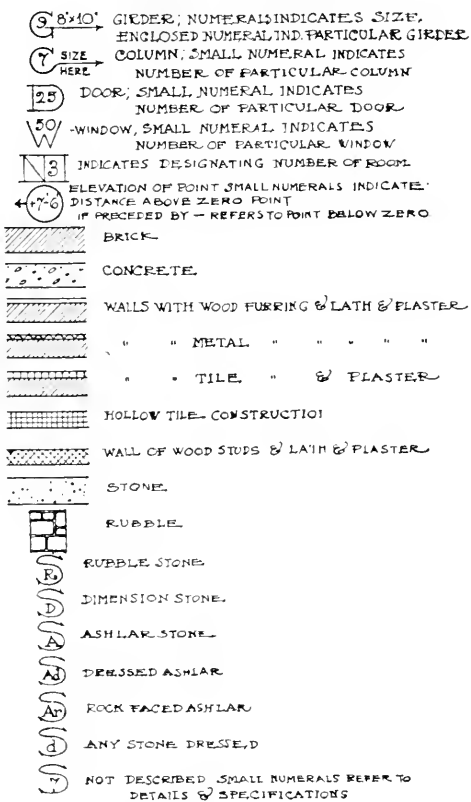 9 8"x10" GIRDER; NUMERALS INDICATES SIZE,
ENCLOSED NUMERAL IND. PARTICULAR GIRDER
7 SIZE HERE COLUMN; SMALL NUMERAL INDICATES
NUMBER OF PARTICULAR COLUMN
25 DOOR; SMALL NUMERAL INDICATES
NUMBER OF PARTICULAR DOOR
50 W -WINDOW, SMALL NUMERAL INDICATES
NUMBER OF PARTICULAR WINDOW
N 3 INDICATES DESIGNATING NUMBER OF ROOM
+7'-6 ELEVATION OF POINT SMALL NUMERALS INDICATE
DISTANCE ABOVE ZERO POINT
IF PRECEDED BY — REFERS TO POINT BELOW ZERO
BRICK
CONCRETE
WALLS WITH WOOD FURRING & LATH & PLASTER
" " METAL " " " " "
" " TILE " & PLASTER
HOLLOW TILE CONSTRUCTION
WALL OF WOOD STUDS & LATH & PLASTER
STONE
RUBBLE
R RUBBLE STONE
D DIMENSION STONE
A ASHLAR STONE
Ad DRESSED ASHLAR
Ar ROCK FACED ASHLAR
d ANY STONE DRESSED
7 NOT DESCRIBED SMALL NUMERALS REFER TO
DETAILS & SPECIFICATIONS